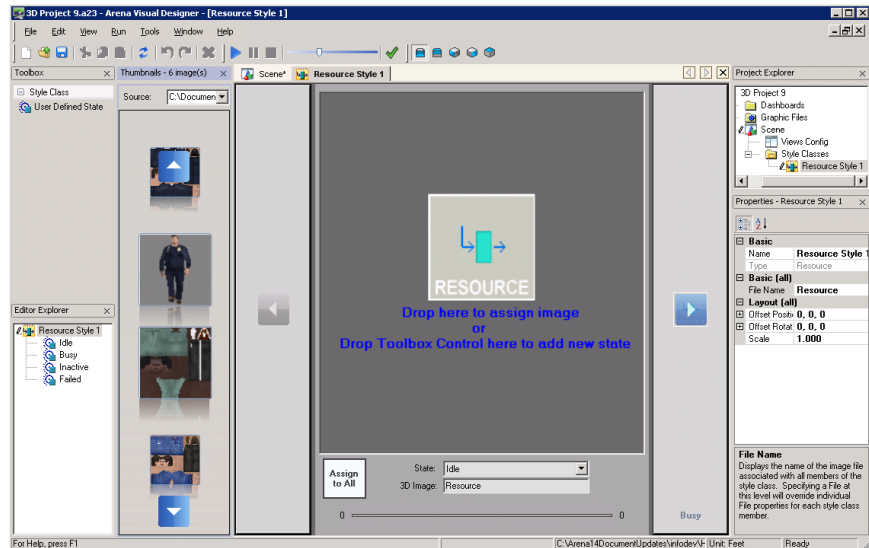 3D Project 9.a23 - Arena Visual Designer - [Resource Style 1]
File Edit View Run Tools Window Help
Toolbox
Style Class
User Defined State
Thumbnails - 6 image(s)
Source: C:\Documen
Scene*
Resource Style 1
RESOURCE
Drop here to assign image
or
Drop Toolbox Control here to add new state
Assign
to All
State: Idle
3D Image: Resource
0 0
Busy
Editor Explorer
Resource Style 1
Idle
Busy
Inactive
Failed
Project Explorer
3D Project 9
Dashboards
Graphic Files
Scene
Views Config
Style Classes
Resource Style 1
Properties - Resource Style 1
Basic
Name Resource Style 1
Type Resource
Basic (all)
File Name Resource
Layout (all)
Offset Positi 0, 0, 0
Offset Rotat 0, 0, 0
Scale 1.000
File Name
Displays the name of the image file
associated with all members of the
style class. Specifying a File at
this level will override individual
File properties for each style class
member.
For Help, press F1
C:\Arena14DocumentUpdates\infodev\H
Unit: Feet
Ready